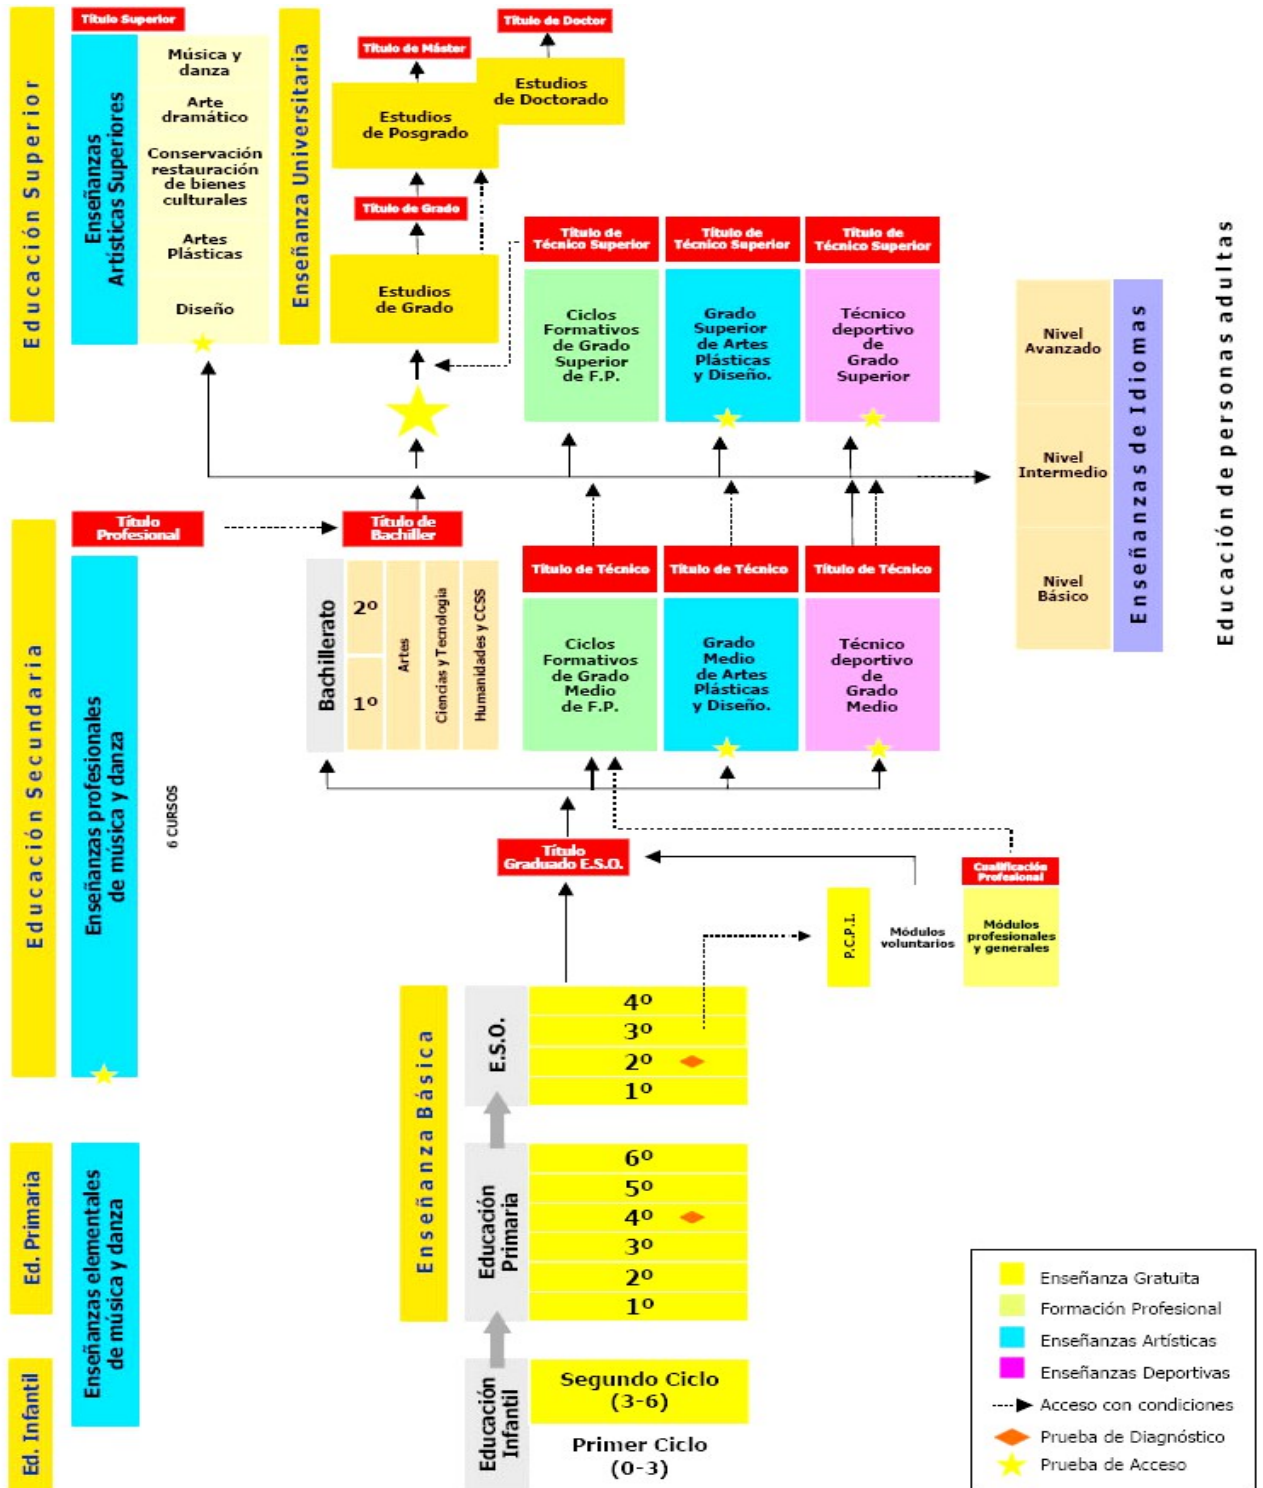 Educación Superior
Título Superior
Enseñanzas
Artísticas Superiores
Música y
danza
Arte
dramático
Conservación
restauración
de bienes
culturales
Artes
Plásticas
Diseño
Enseñanza Universitaria
Título de Máster
Título de Doctor
Estudios
de Posgrado
Estudios
de Doctorado
Título de Grado
Estudios
de Grado
Título de
Técnico Superior
Título de
Técnico Superior
Título de
Técnico Superior
Ciclos
Formativos
de Grado
Superior
de F.P.
Grado
Superior
de Artes
Plásticas
y Diseño.
Técnico
deportivo
de
Grado
Superior
Nivel
Avanzado
Nivel
Intermedio
Nivel
Básico
Enseñanzas de Idiomas
Educación de personas adultas
Educación Secundaria
Título
Profesional
Enseñanzas profesionales
de música y danza
6 CURSOS
Título de
Bachiller
Bachillerato
2º
1º
Artes
Ciencias y Tecnología
Humanidades y CCSS
Título de Técnico
Título de Técnico
Título de Técnico
Ciclos
Formativos
de Grado
Medio
de F.P.
Grado
Medio
de Artes
Plásticas
y Diseño.
Técnico
deportivo
de
Grado
Medio
Título
Graduado E.S.O.
Cualificación
Profesional
P.C.P.I.
Módulos
voluntarios
Módulos
profesionales
y generales
Enseñanza Básica
E.S.O.
4º
3º
2º
1º
Ed. Primaria
Enseñanzas elementales
de música y danza
Educación
Primaria
6º
5º
4º
3º
2º
1º
Ed. Infantil
Educación
Infantil
Segundo Ciclo
(3-6)
Primer Ciclo
(0-3)
Enseñanza Gratuita
Formación Profesional
Enseñanzas Artísticas
Enseñanzas Deportivas
Acceso con condiciones
Prueba de Diagnóstico
Prueba de Acceso